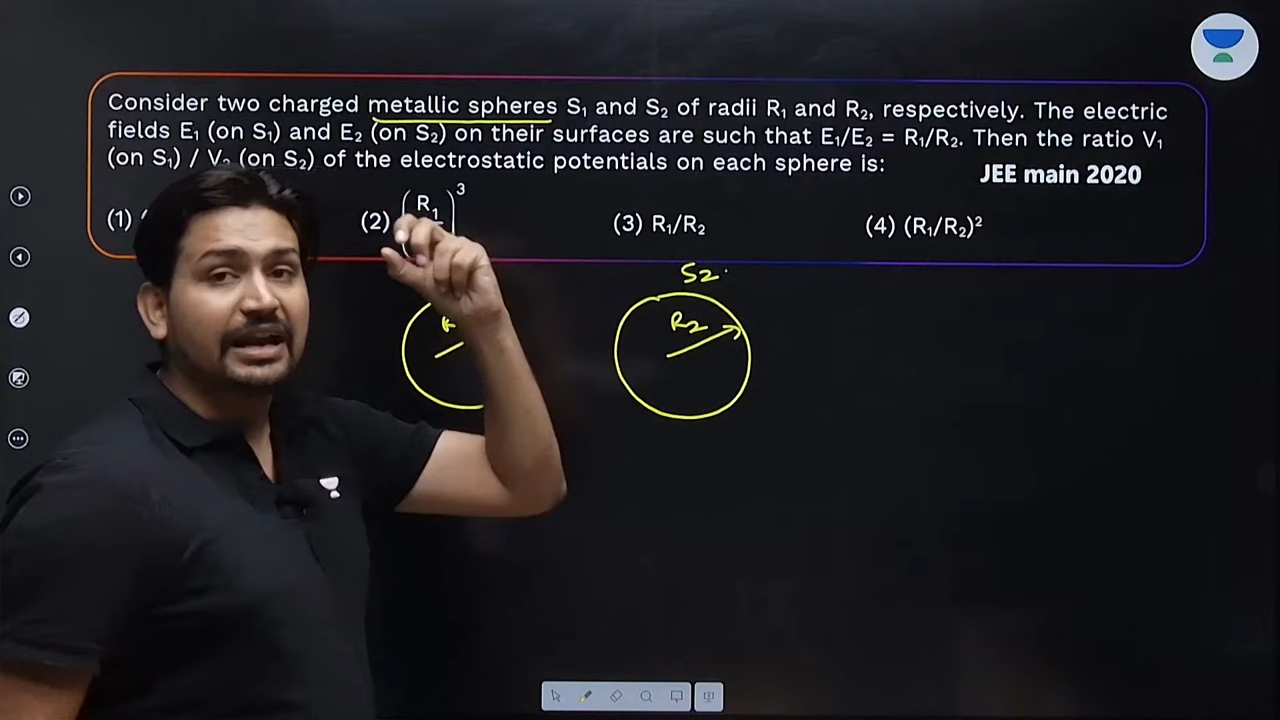 Consider two charged metallic spheres S₁ and S₂ of radii R₁ and R₂, respectively. The electric
fields E₁ (on S₁) and E₂ (on S₂) on their surfaces are such that E₁/E₂ = R₁/R₂. Then the ratio V₁
(on S₁) / V₂ (on S₂) of the electrostatic potentials on each sphere is:
JEE main 2020
(1) (2) (R₁ )³ (3) R₁/R₂ (4) (R₁/R₂)²
S₂
R₂